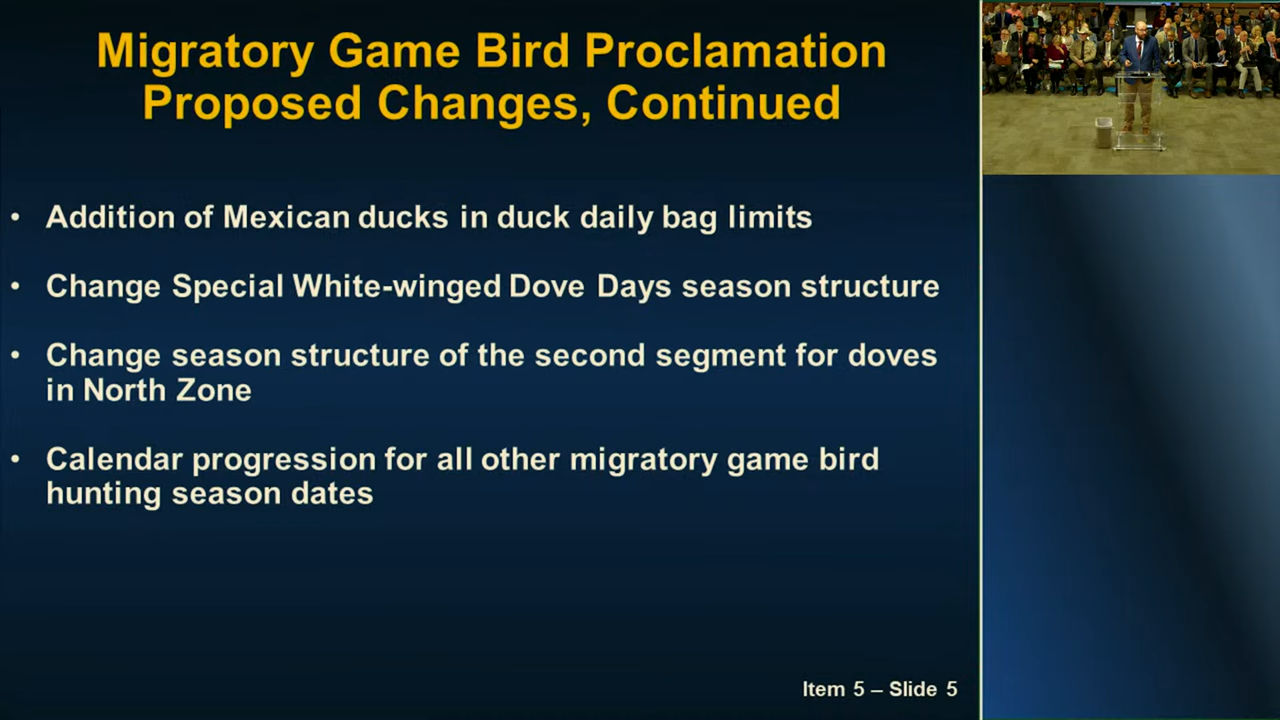 Migratory Game Bird Proclamation
Proposed Changes, Continued
• Addition of Mexican ducks in duck daily bag limits
• Change Special White-winged Dove Days season structure
• Change season structure of the second segment for doves
in North Zone
• Calendar progression for all other migratory game bird
hunting season dates
Item 5 – Slide 5